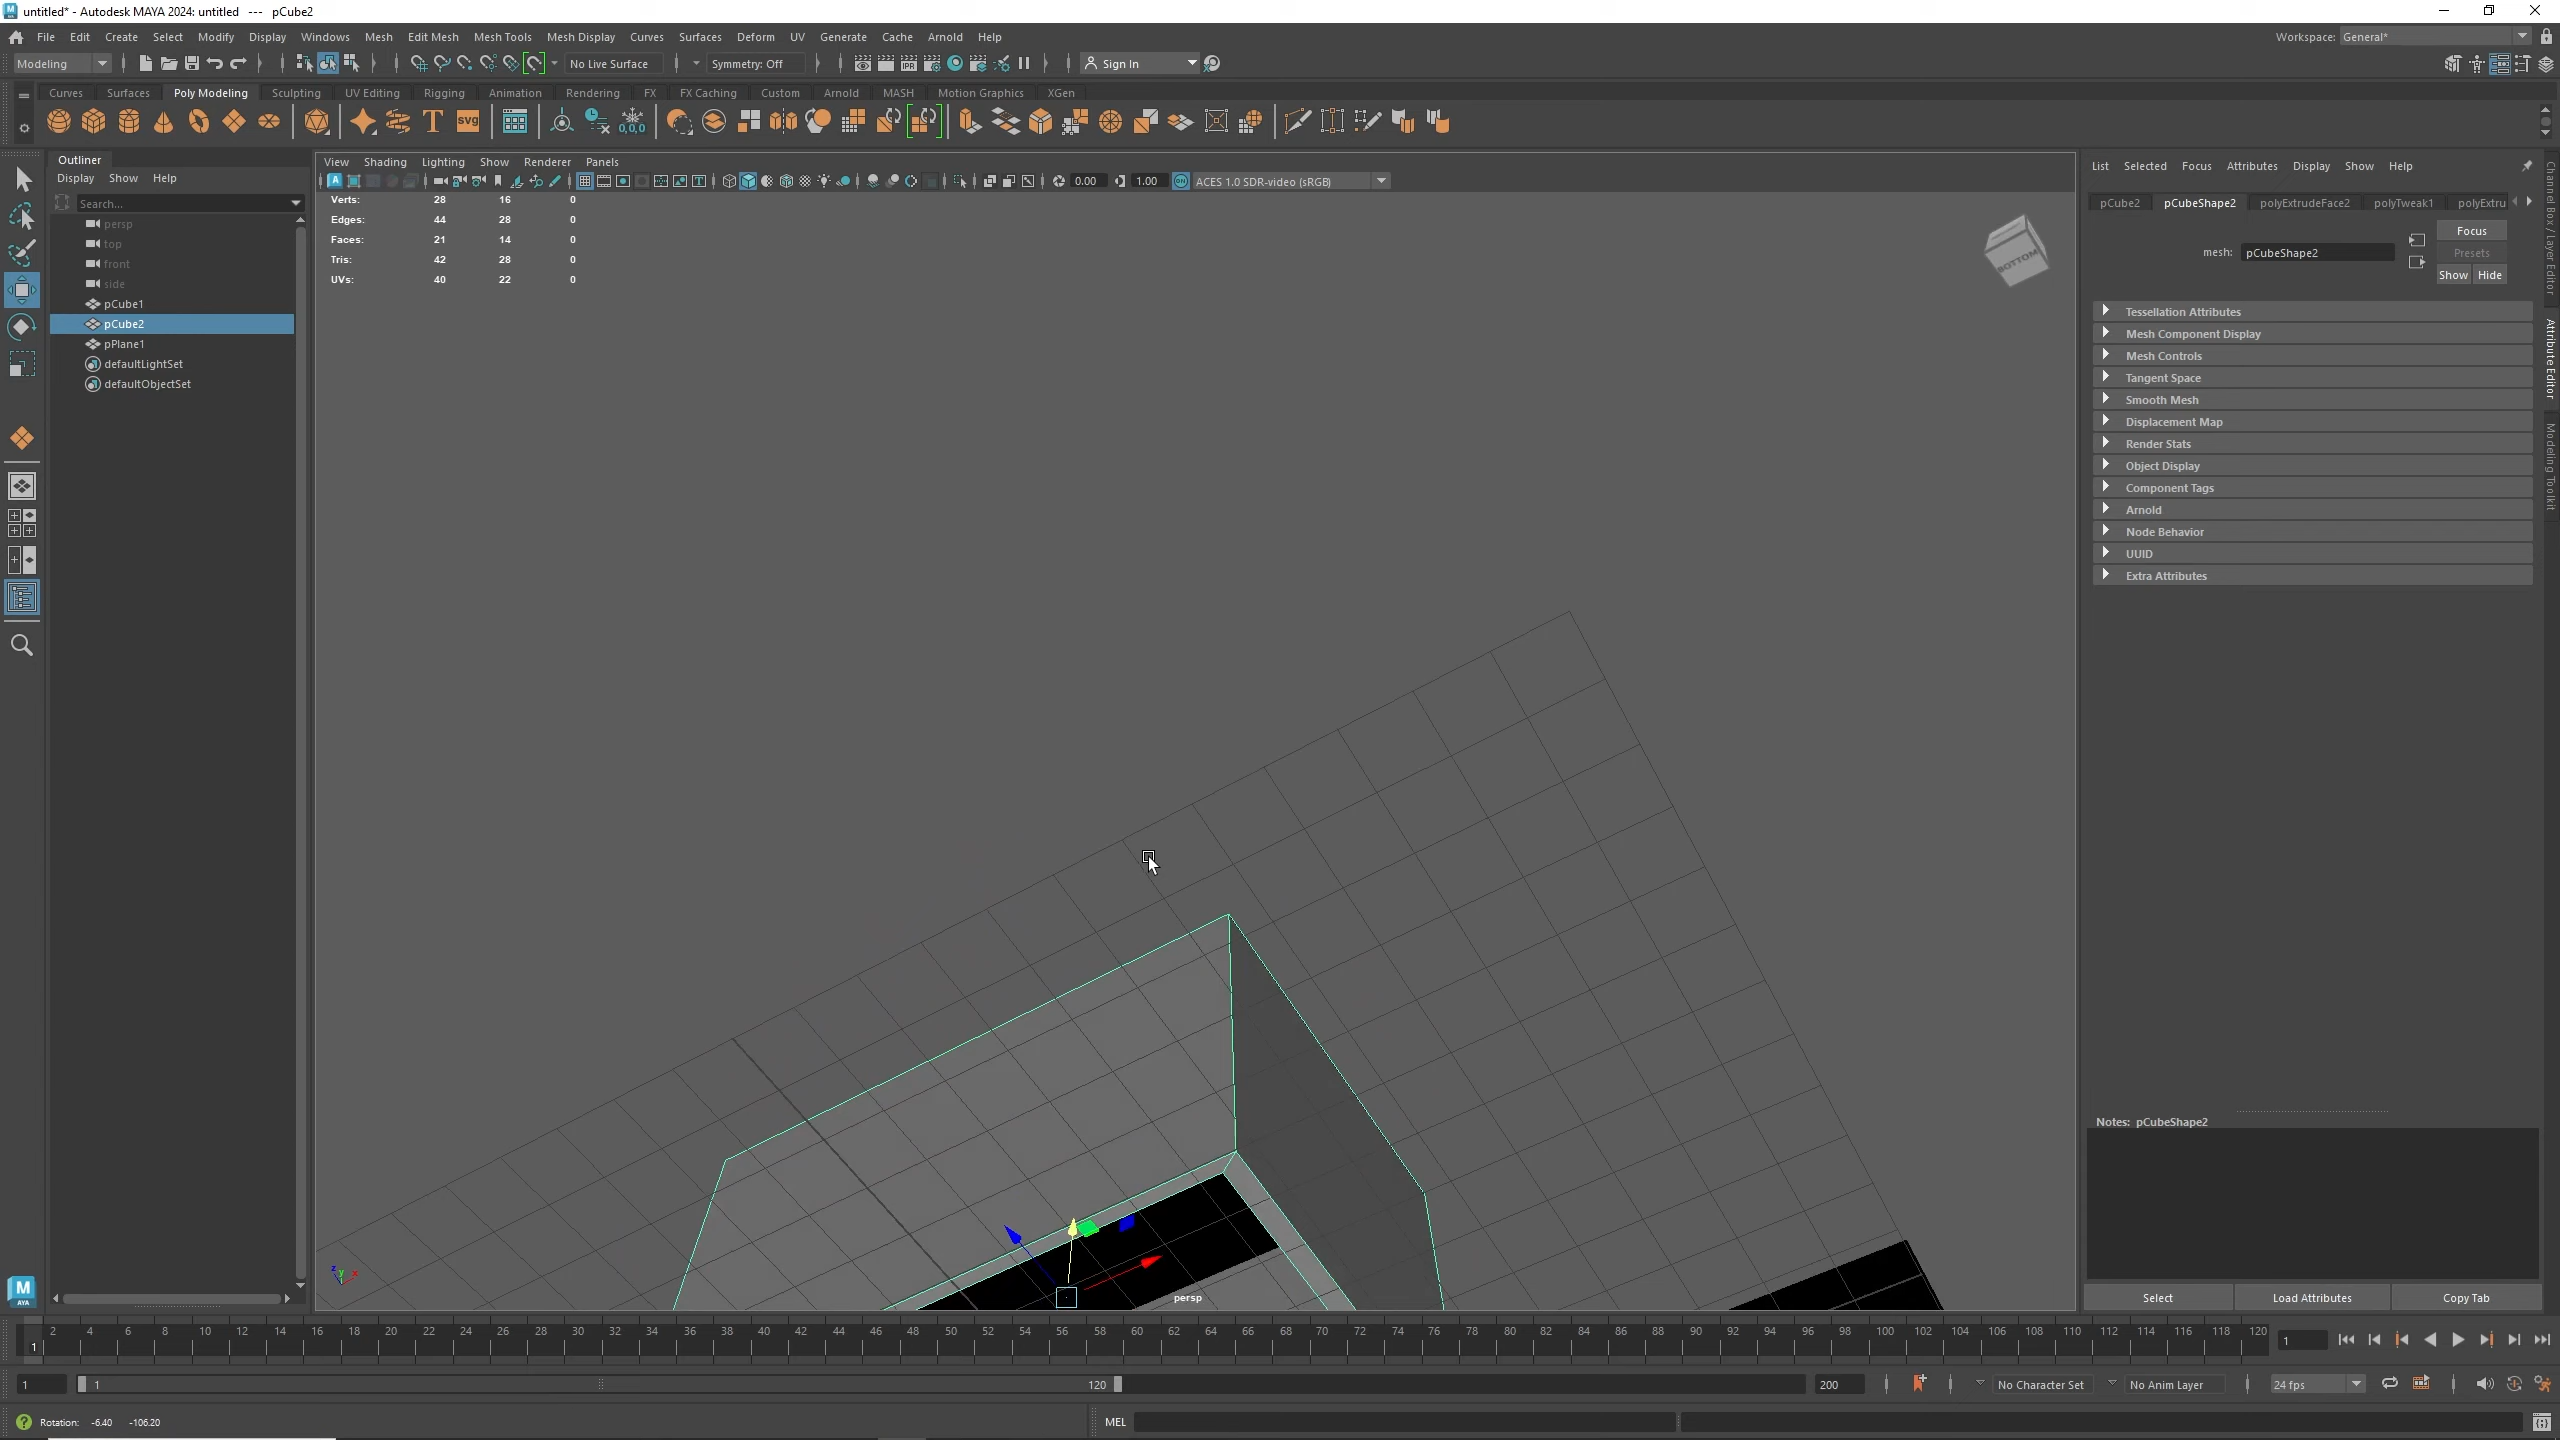 untitled* - Autodesk MAYA 2024: untitled --- pCube2
File Edit Create Select Modify Display Windows Mesh Edit Mesh Mesh Tools Mesh Display Curves Surfaces Deform UV Generate Cache Arnold Help
Workspace: General*
Modeling
No Live Surface
Symmetry: Off
IPR
Sign In
Curves Surfaces Poly Modeling Sculpting UV Editing Rigging Animation Rendering FX FX Caching Custom Arnold MASH Motion Graphics XGen
T
SVG
0,0,0
Outliner
Display Show Help
Search...
persp
top
front
side
pCube1
pCube2
pPlane1
defaultLightSet
defaultObjectSet
View Shading Lighting Show Renderer Panels
0.00
1.00
ON
ACES 1.0 SDR-video (sRGB)
Verts: 28 16 0
Edges: 44 28 0
Faces: 21 14 0
Tris: 42 28 0
UVs: 40 22 0
BOTTOM
z y x
persp
List Selected Focus Attributes Display Show Help
pCube2 pCubeShape2 polyExtrudeFace2 polyTweak1 polyExtru
Focus
mesh: pCubeShape2
Presets
Show Hide
Tessellation Attributes
Mesh Component Display
Mesh Controls
Tangent Space
Smooth Mesh
Displacement Map
Render Stats
Object Display
Component Tags
Arnold
Node Behavior
UUID
Extra Attributes
Notes: pCubeShape2
Select Load Attributes Copy Tab
Channel Box / Layer Editor
Attribute Editor
Modeling Toolkit
M
AYA
2 4 6 8 10 12 14 16 18 20 22 24 26 28 30 32 34 36 38 40 42 44 46 48 50 52 54 56 58 60 62 64 66 68 70 72 74 76 78 80 82 84 86 88 90 92 94 96 98 100 102 104 106 108 110 112 114 116 118 120
1
1
1
1
120
200
No Character Set
No Anim Layer
24 fps
Rotation: -6.40 -106.20
MEL